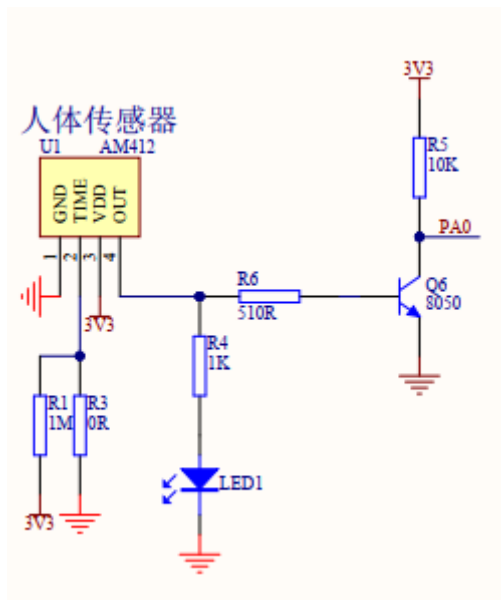 3V3
人体传感器
U1 AM412
GND
TIME
VDD
OUT
1
2
3
4
R5
10K
PA0
R6
510R
Q6
8050
3V3
R4
1K
R1
1M
R3
0R
LED1
3V3